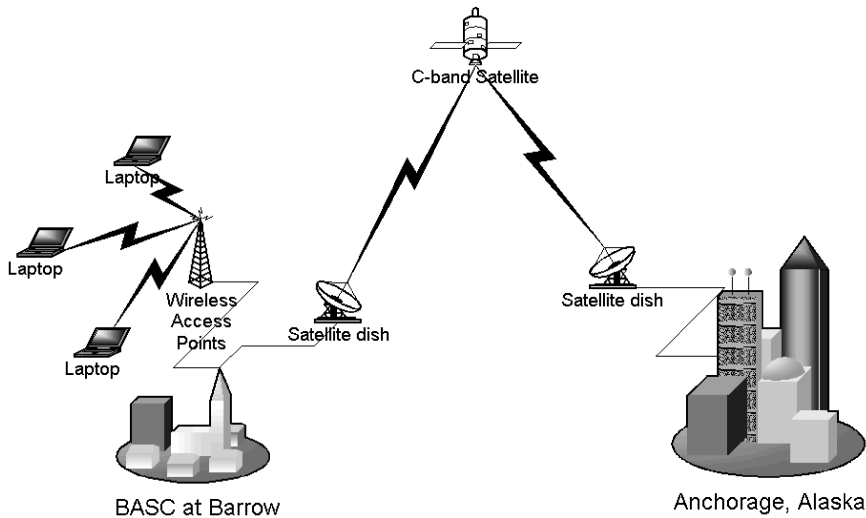 C-band Satellite
Laptop
Laptop
Laptop
Wireless
Access
Points
Satellite dish
Satellite dish
BASC at Barrow
Anchorage, Alaska